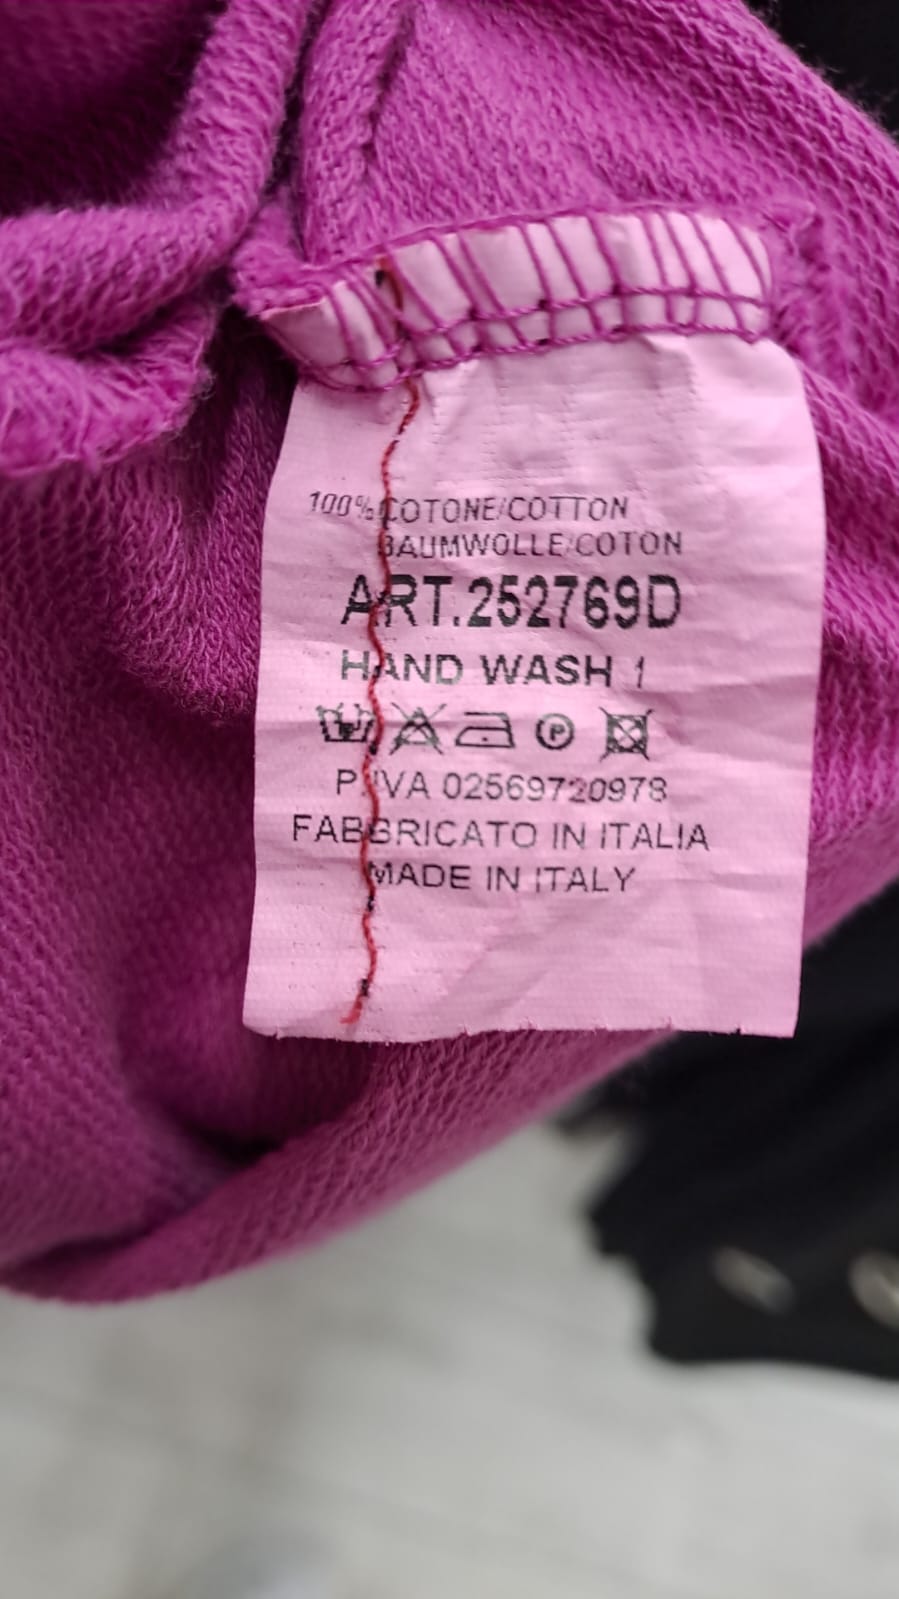 100% COTONE/COTTON
BAUMWOLLE/COTON
ART.252769D
HAND WASH 1
P
P.IVA 02569720978
FABBRICATO IN ITALIA
MADE IN ITALY